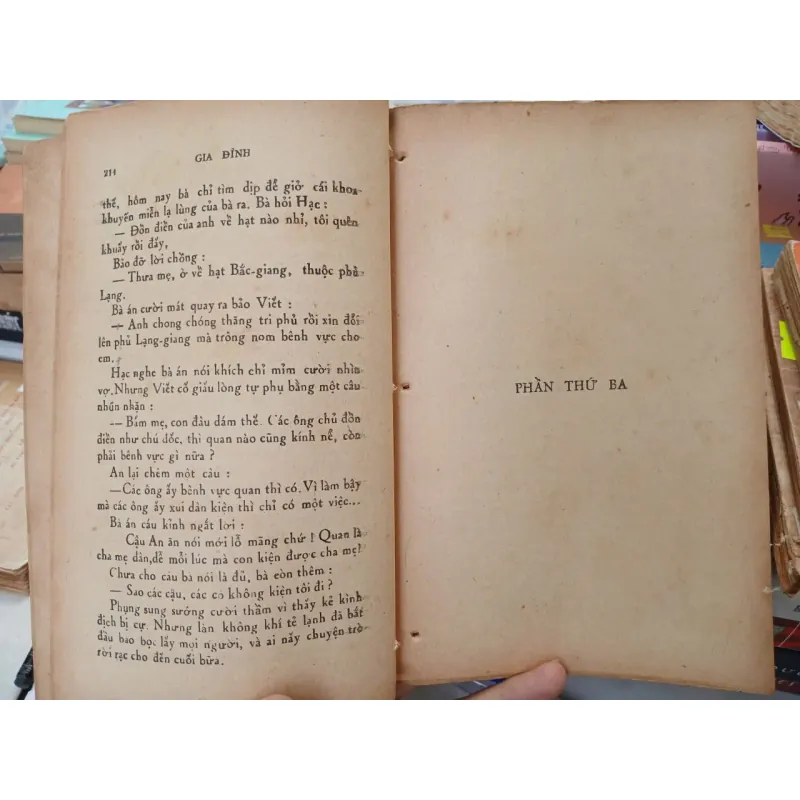 GIA ĐÌNH
214
thế, hôm nay bà chỉ tìm dịp để giở cái khoa
khuyến miễn lạ lùng của bà ra. Bà hỏi Hạc :
— Đồn điền của anh về hạt nào nhỉ, tôi quên
khuấy rồi đấy,
Bảo đỡ lời chồng :
— Thưa mẹ, ở về hạt Bắc-giang, thuộc phủ
Lạng.
Bà án cười mát quay ra bảo Viết :
— Anh chong chóng thăng tri phủ rồi xin đổi
lên phủ Lạng-giang mà trông nom bênh vực cho
em.
Hạc nghe bà án nói khích chỉ mỉm cười nhìn
vợ. Nhưng Viết cố giấu lòng tự phụ bằng một câu
nhũn nhặn :
— Bẩm mẹ, con đâu dám thế. Các ông chủ đồn
điền như chú đốc, thì quan nào cũng kính nể, còn
phải bênh vực gì nữa ?
An lại chêm một câu :
—Các ông ấy bênh vực quan thì có. Vì làm bậy
mà các ông ấy xui dân kiện thì chỉ có một việc...
Bà án cáu kỉnh ngắt lời :
Cậu An ăn nói mới lỗ mãng chứ ! Quan là
cha mẹ dân, dễ mỗi lúc mà con kiện được cha mẹ?
Chưa cho câu bà nói là đủ, bà còn thêm :
— Sao các cậu, các cô không kiện tôi đi ?
Phụng sung sướng cười thầm vì thấy kẻ kình
địch bị cự. Nhưng làn không khí tẻ lạnh đã bắt
đầu bao bọc lấy mọi người, và ai nấy chuyện trò
rời rạc cho đến cuối bữa.
PHẦN THỨ BA